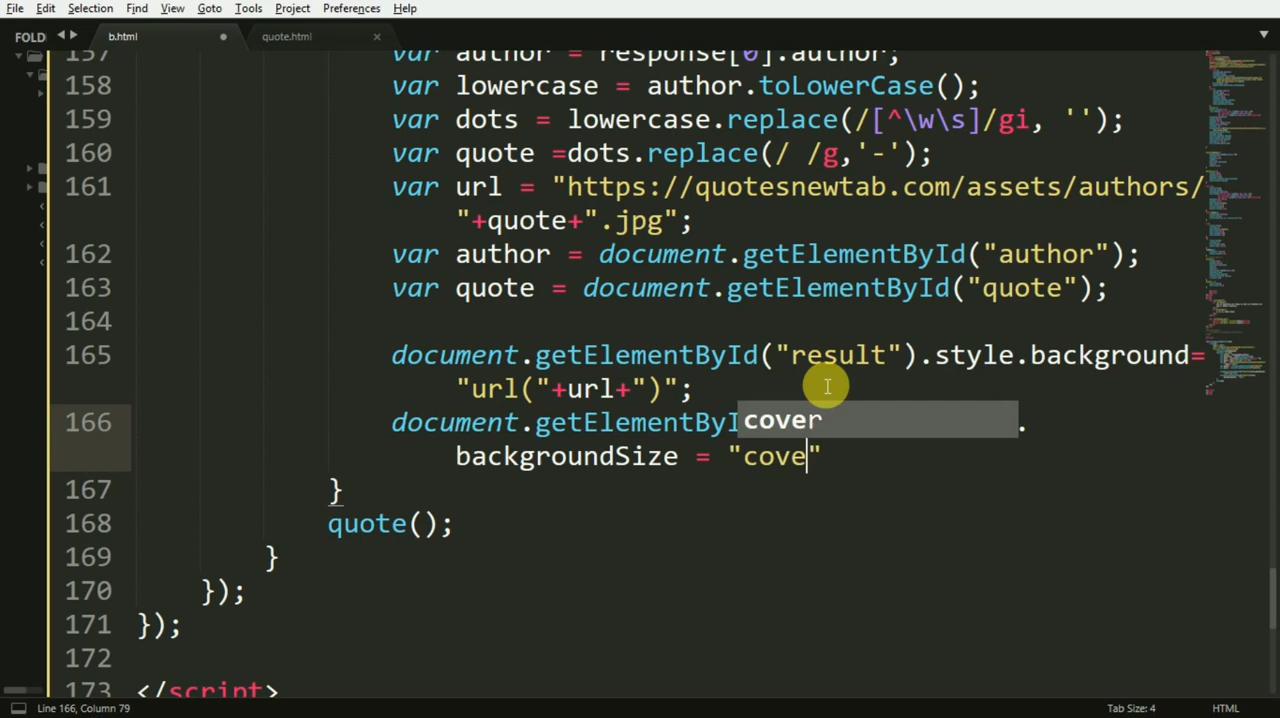 File Edit Selection Find View Goto Tools Project Preferences Help
FOLD b.html quote.html
157 var author = response[0].author;
158 var lowercase = author.toLowerCase();
159 var dots = lowercase.replace(/[^\w\s]/gi, '');
160 var quote =dots.replace(/ /g,'-');
161 var url = "https://quotesnewtab.com/assets/authors/
"+quote+".jpg";
162 var author = document.getElementById("author");
163 var quote = document.getElementById("quote");
164
165 document.getElementById("result").style.background=
"url("+url+")";
166 document.getElementByI .
cover
backgroundSize = "cove"
167 }
168 quote();
169 }
170 });
171 });
172
173 </script>
Line 166, Column 79 Tab Size: 4 HTML